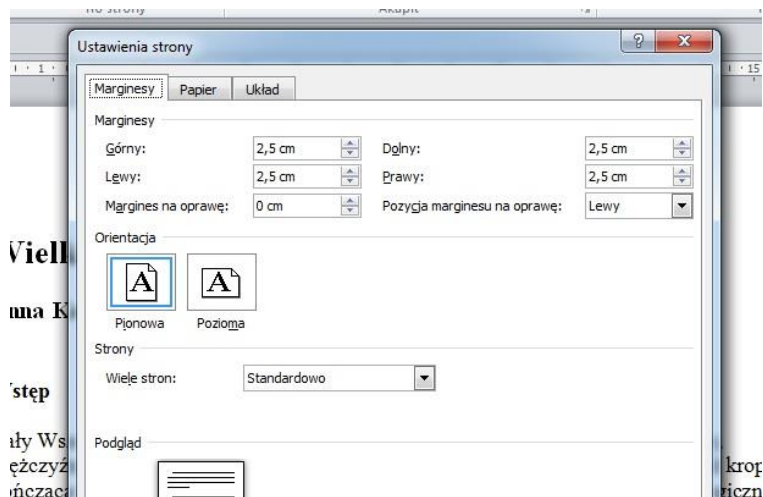 Ustawienia strony
1
15
Marginesy Papier Układ
Marginesy
Górny: 2,5 cm Dolny: 2,5 cm
Lewy: 2,5 cm Prawy: 2,5 cm
Margines na oprawę: 0 cm Pozycja marginesu na oprawę: Lewy
Orientacja
A A
Pionowa Pozioma
Strony
Wiele stron: Standardowo
stęp
Podgląd